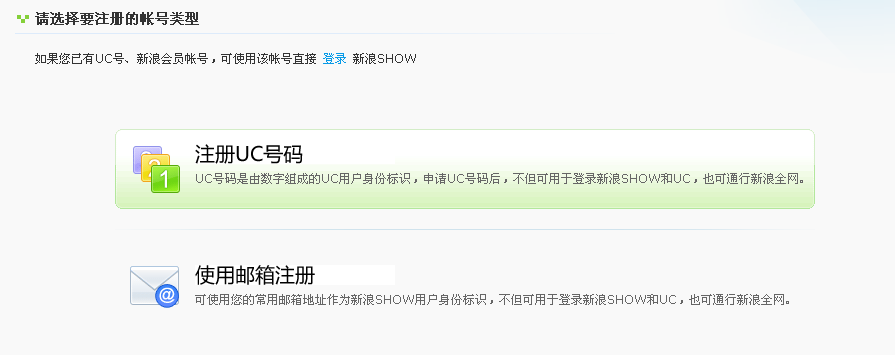 请选择要注册的帐号类型
如果您已有UC号、新浪会员帐号，可使用该帐号直接 登录 新浪SHOW
注册UC号码
UC号码是由数字组成的UC用户身份标识，申请UC号码后，不但可用于登录新浪SHOW和UC，也可通行新浪全网。
使用邮箱注册
可使用您的常用邮箱地址作为新浪SHOW用户身份标识，不但可用于登录新浪SHOW和UC，也可通行新浪全网。